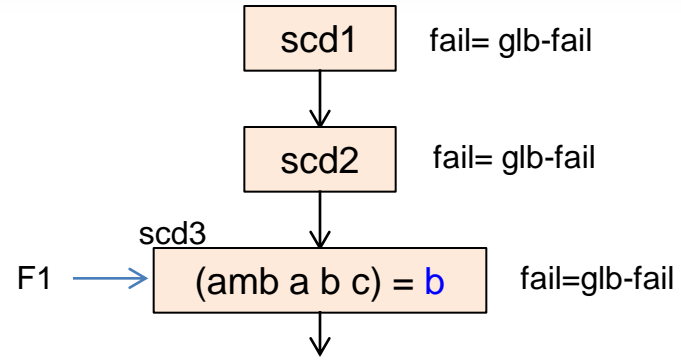 scd1 fail= glb-fail
scd2 fail= glb-fail
scd3
F1 (amb a b c) = b fail=glb-fail